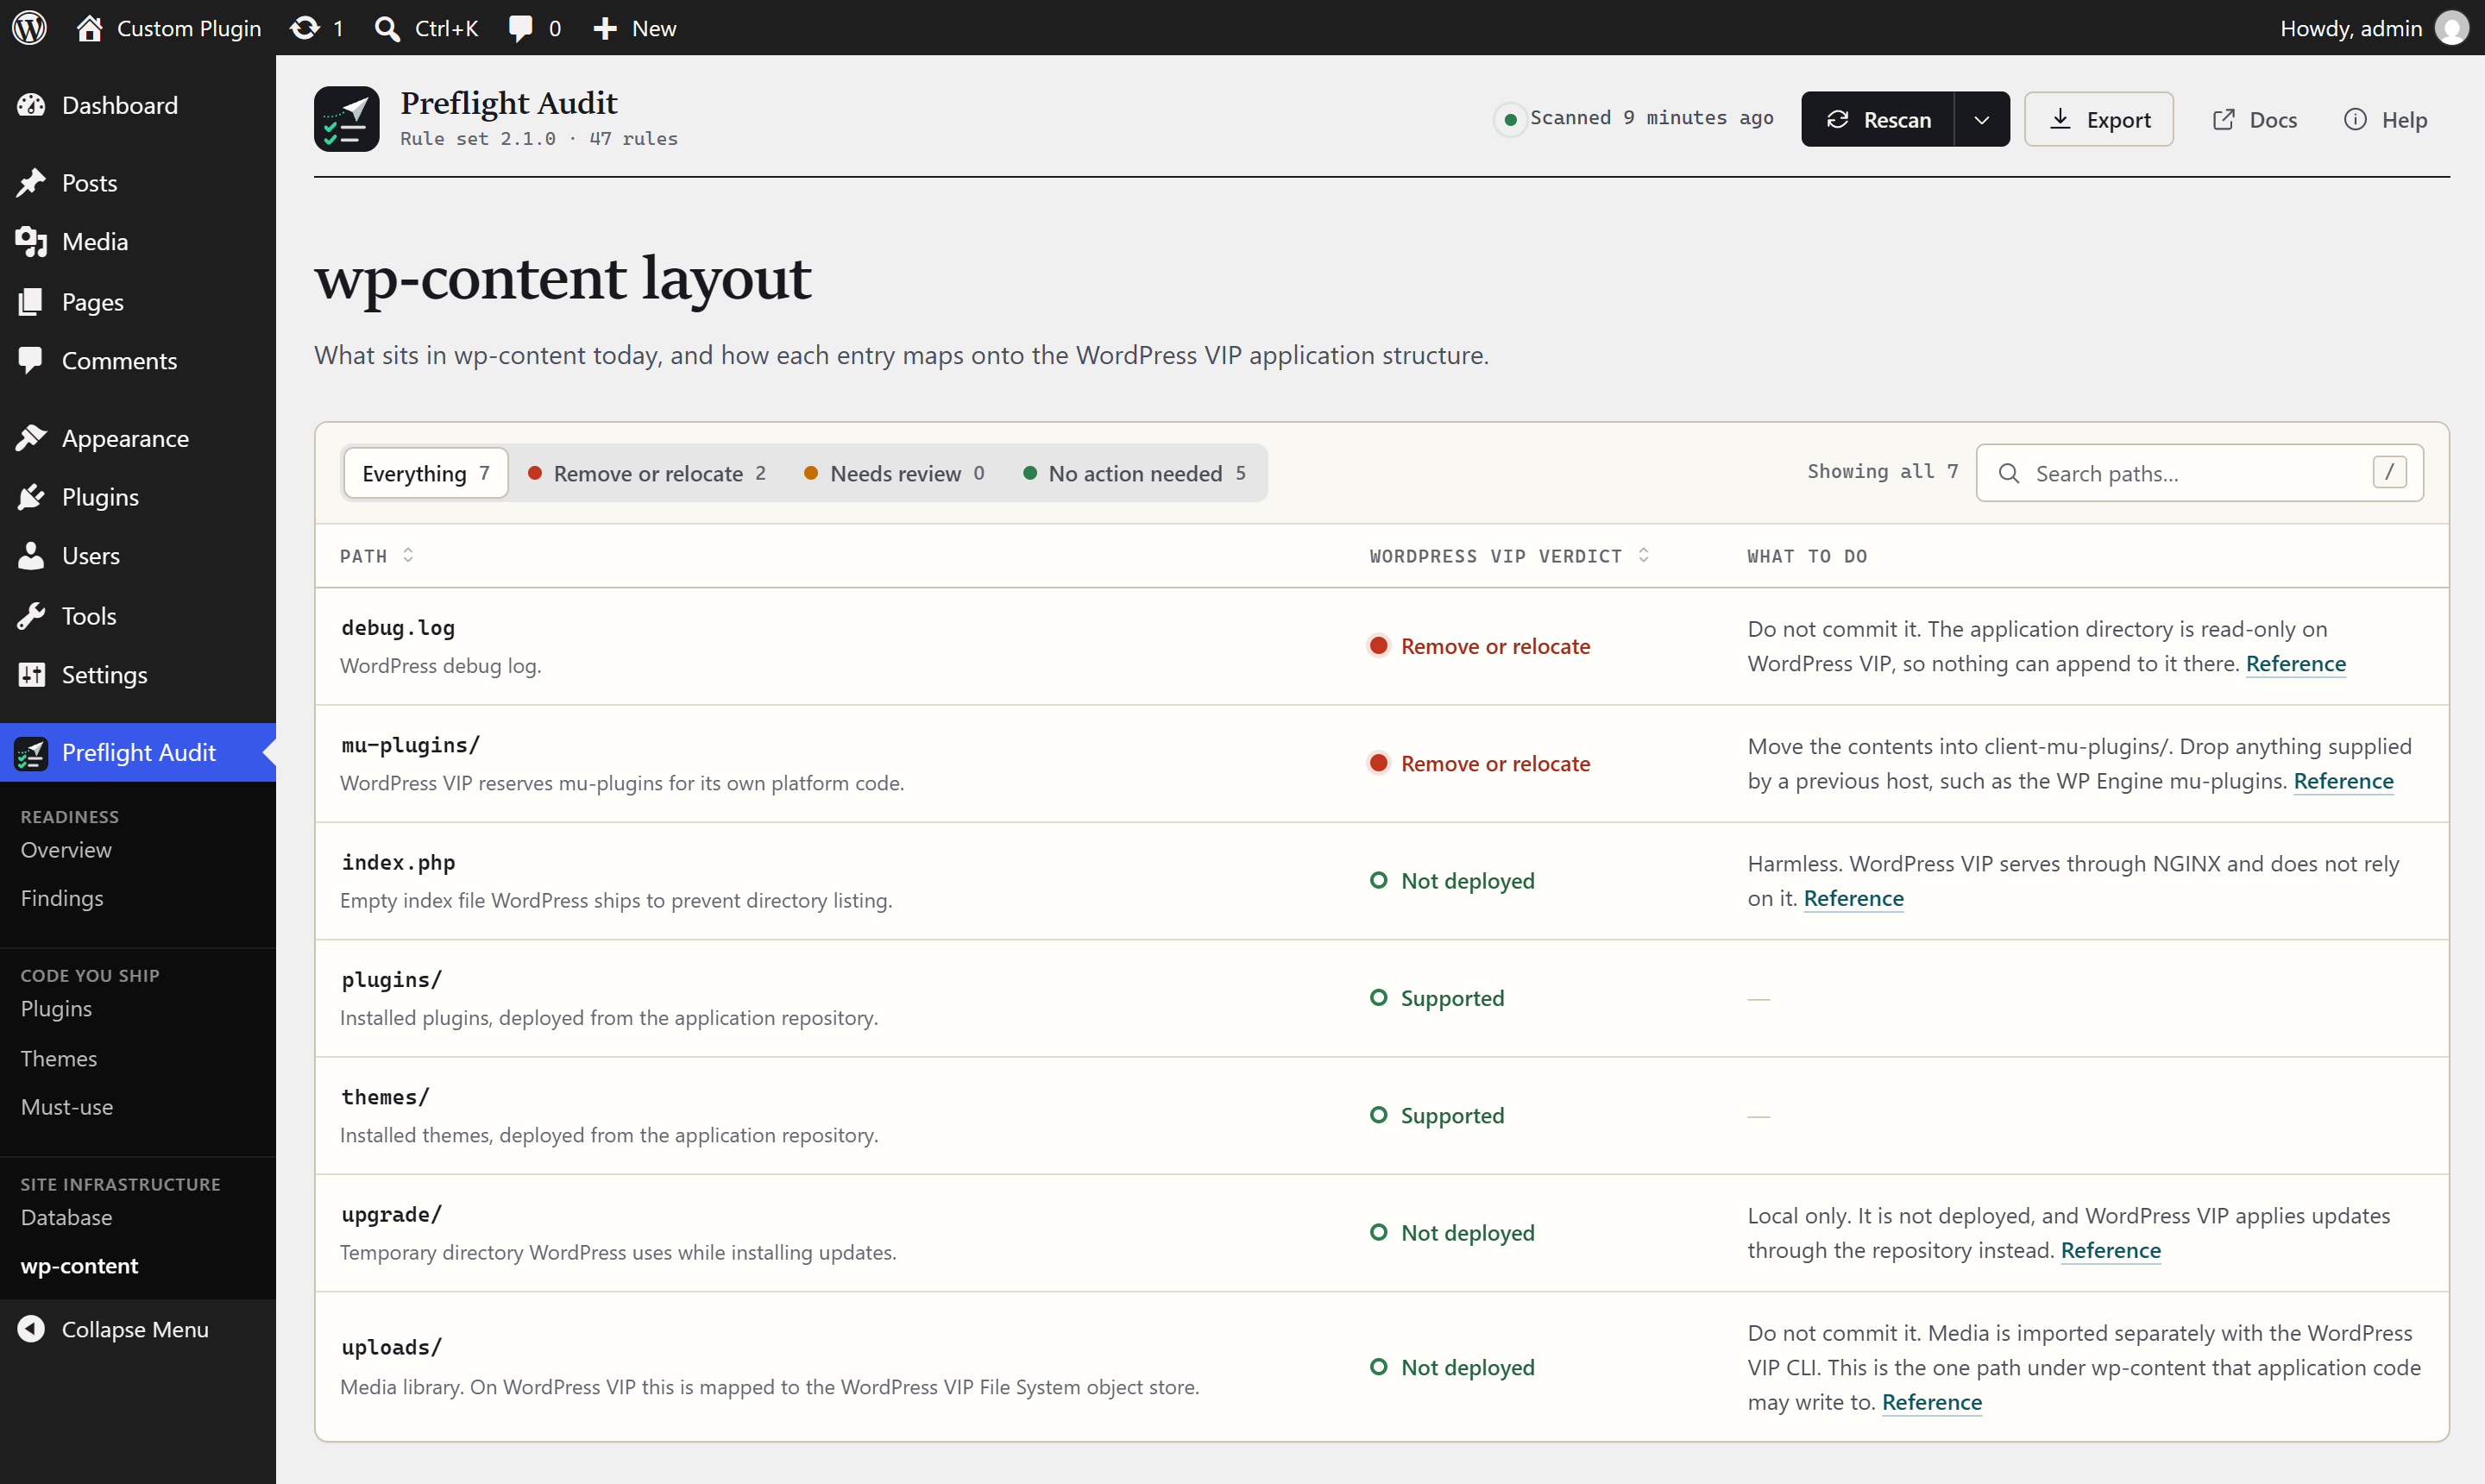 Custom Plugin
1
Ctrl+K
0
New
Howdy, admin
Dashboard
Posts
Media
Pages
Comments
Appearance
Plugins
Users
Tools
Settings
Preflight Audit
READINESS
Overview
Findings
CODE YOU SHIP
Plugins
Themes
Must-use
SITE INFRASTRUCTURE
Database
wp-content
Collapse Menu
Preflight Audit
Rule set 2.1.0 · 47 rules
Scanned 9 minutes ago
Rescan
Export
Docs
Help
wp-content layout
What sits in wp-content today, and how each entry maps onto the WordPress VIP application structure.
Everything 7
Remove or relocate 2
Needs review 0
No action needed 5
Showing all 7
Search paths...
/
PATH
WORDPRESS VIP VERDICT
WHAT TO DO
debug.log
WordPress debug log.
Remove or relocate
Do not commit it. The application directory is read-only on
WordPress VIP, so nothing can append to it there. Reference
mu-plugins/
WordPress VIP reserves mu-plugins for its own platform code.
Remove or relocate
Move the contents into client-mu-plugins/. Drop anything supplied
by a previous host, such as the WP Engine mu-plugins. Reference
index.php
Empty index file WordPress ships to prevent directory listing.
Not deployed
Harmless. WordPress VIP serves through NGINX and does not rely
on it. Reference
plugins/
Installed plugins, deployed from the application repository.
Supported
—
themes/
Installed themes, deployed from the application repository.
Supported
—
upgrade/
Temporary directory WordPress uses while installing updates.
Not deployed
Local only. It is not deployed, and WordPress VIP applies updates
through the repository instead. Reference
uploads/
Media library. On WordPress VIP this is mapped to the WordPress VIP File System object store.
Not deployed
Do not commit it. Media is imported separately with the WordPress
VIP CLI. This is the one path under wp-content that application code
may write to. Reference